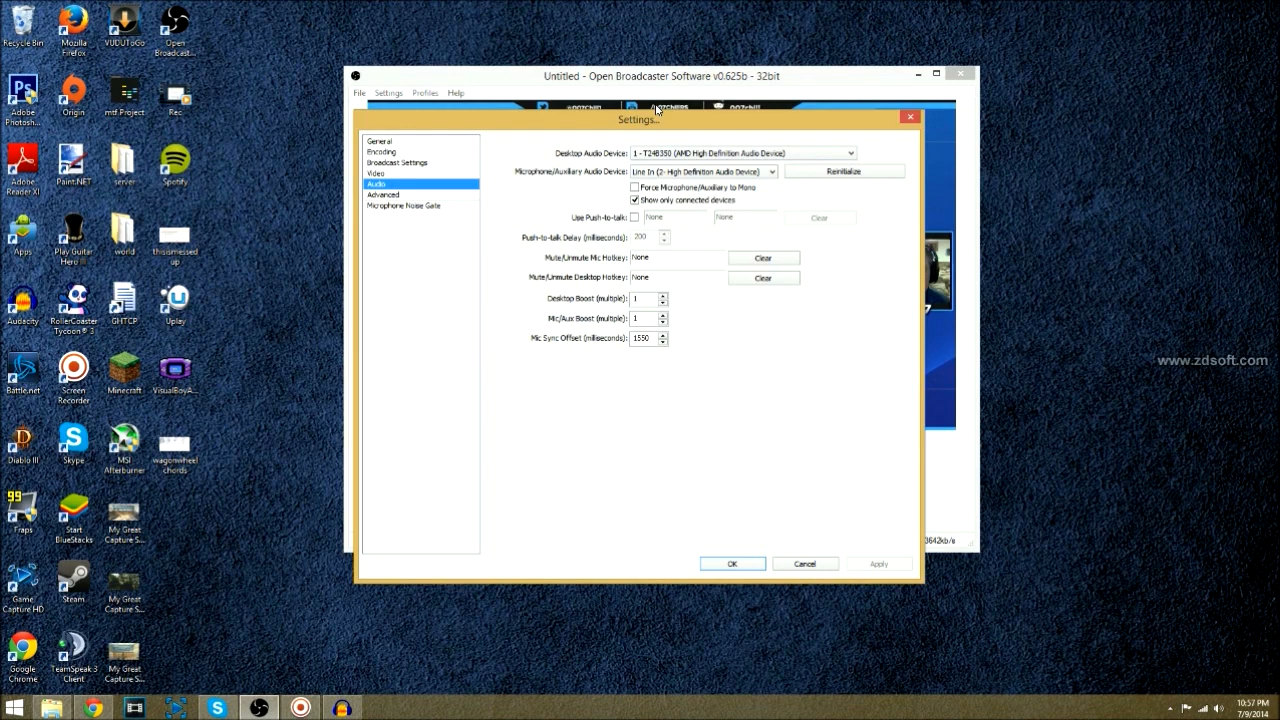 Recycle Bin
Mozilla Firefox
VUDUToGo
Open Broadcast...
Adobe Photosh...
Origin
mtf.Project
Rec
Adobe Reader XI
Paint.NET
server
Spotify
Apps
Play Guitar Hero II
world
thisismessed up
Audacity
RollerCoaster Tycoon® 3
GHTCP
Uplay
Battle.net
Screen Recorder
Minecraft
VisualBoyA...
Diablo III
Skype
MSI Afterburner
wagonwheel chords
99
Fraps
Start BlueStacks
My Great Capture S...
Game Capture HD
Steam
My Great Capture S...
Google Chrome
TeamSpeak 3 Client
My Great Capture S...
Untitled - Open Broadcaster Software v0.625b - 32bit
File Settings Profiles Help
Settings...
General
Encoding
Broadcast Settings
Video
Audio
Advanced
Microphone Noise Gate
Desktop Audio Device: 1 - T24B350 (AMD High Definition Audio Device)
Microphone/Auxiliary Audio Device: Line In (2- High Definition Audio Device) Reinitialize
Force Microphone/Auxiliary to Mono
Show only connected devices
Use Push-to-talk: None None Clear
Push-to-talk Delay (miliseconds): 200
Mute/Unmute Mic Hotkey: None Clear
Mute/Unmute Desktop Hotkey: None Clear
Desktop Boost (multiple): 1
Mic/Aux Boost (multiple): 1
Mic Sync Offset (miliseconds): 1550
OK Cancel Apply
3642kb/s
www.zdsoft.com
10:57 PM
7/9/2014